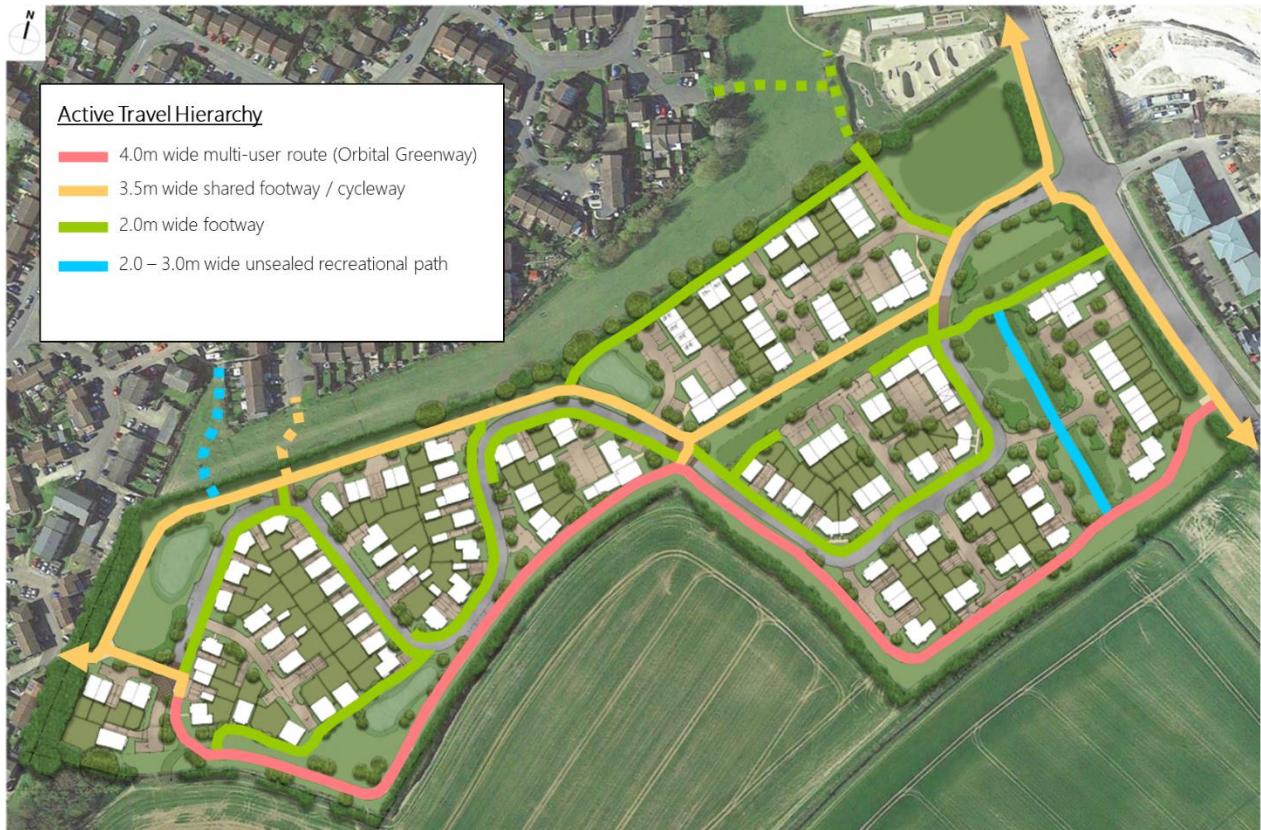 N
Active Travel Hierarchy
4.0m wide multi-user route (Orbital Greenway)
3.5m wide shared footway / cycleway
2.0m wide footway
2.0 – 3.0m wide unsealed recreational path